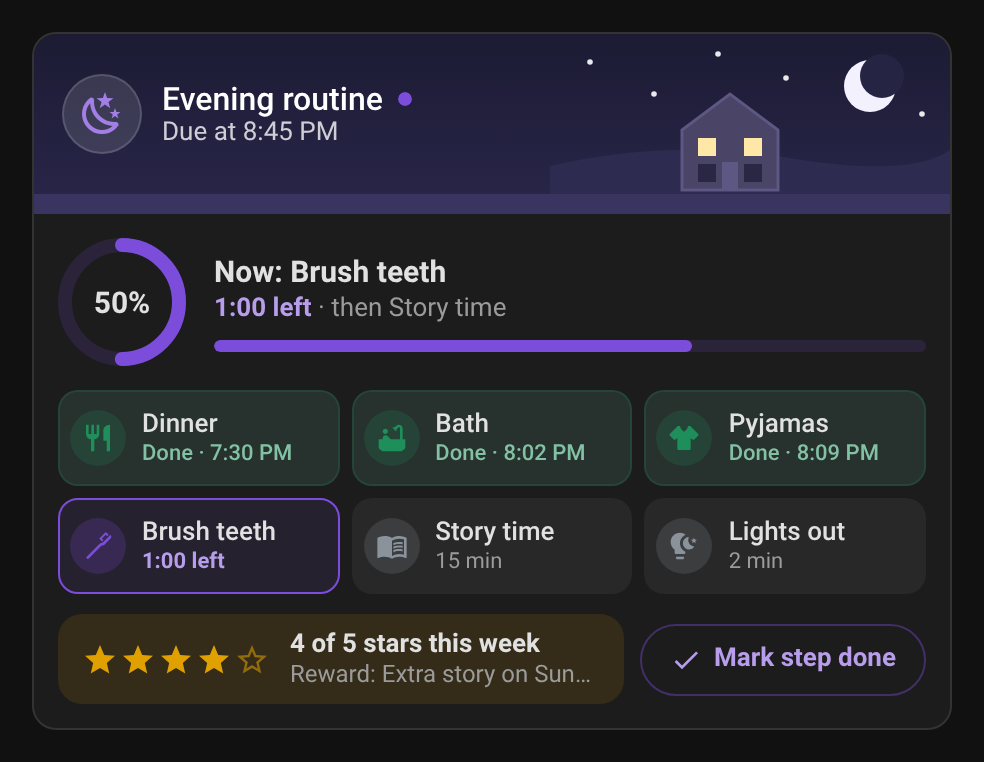 Evening routine
Due at 8:45 PM
50%
Now: Brush teeth
1:00 left · then Story time
Dinner
Done · 7:30 PM
Bath
Done · 8:02 PM
Pyjamas
Done · 8:09 PM
Brush teeth
1:00 left
Story time
15 min
Lights out
2 min
4 of 5 stars this week
Reward: Extra story on Sun...
Mark step done